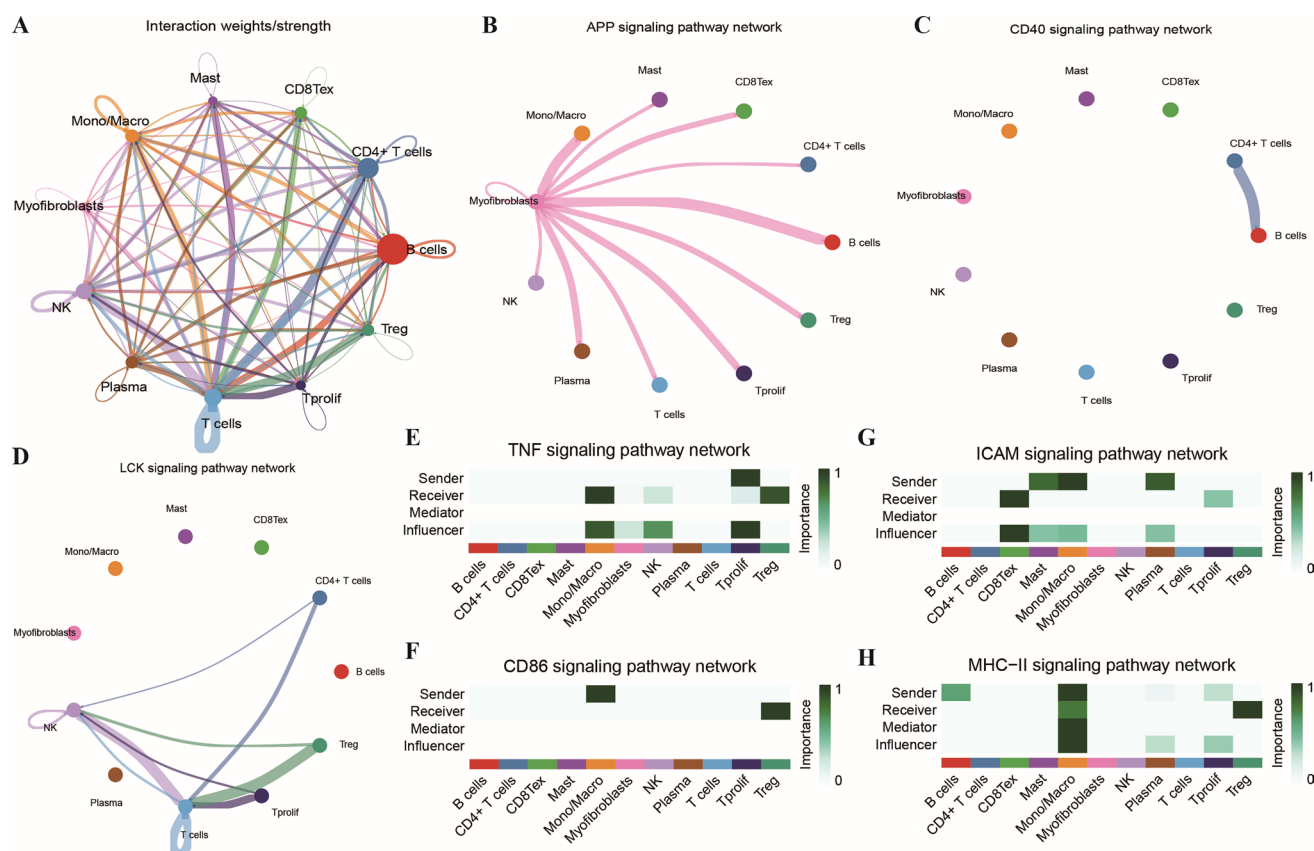 A
Interaction weights/strength
Mast
CD8Tex
Mono/Macro
CD4+ T cells
Myofibroblasts
B cells
NK
Treg
Plasma
Tprolif
T cells
B
APP signaling pathway network
Mast
CD8Tex
Mono/Macro
CD4+ T cells
Myofibroblasts
B cells
NK
Treg
Plasma
Tprolif
T cells
C
CD40 signaling pathway network
Mast
CD8Tex
Mono/Macro
CD4+ T cells
Myofibroblasts
B cells
NK
Treg
Plasma
Tprolif
T cells
D
LCK signaling pathway network
Mast
CD8Tex
Mono/Macro
CD4+ T cells
Myofibroblasts
B cells
NK
Treg
Plasma
Tprolif
T cells
E
TNF signaling pathway network
Sender
Receiver
Mediator
Influencer
B cells
CD4+ T cells
CD8Tex
Mast
Mono/Macro
Myofibroblasts
NK
Plasma
T cells
Tprolif
Treg
1
Importance
0
F
CD86 signaling pathway network
Sender
Receiver
Mediator
Influencer
B cells
CD4+ T cells
CD8Tex
Mast
Mono/Macro
Myofibroblasts
NK
Plasma
T cells
Tprolif
Treg
1
Importance
0
G
ICAM signaling pathway network
Sender
Receiver
Mediator
Influencer
B cells
CD4+ T cells
CD8Tex
Mast
Mono/Macro
Myofibroblasts
NK
Plasma
T cells
Tprolif
Treg
1
Importance
0
H
MHC−II signaling pathway network
Sender
Receiver
Mediator
Influencer
B cells
CD4+ T cells
CD8Tex
Mast
Mono/Macro
Myofibroblasts
NK
Plasma
T cells
Tprolif
Treg
1
Importance
0